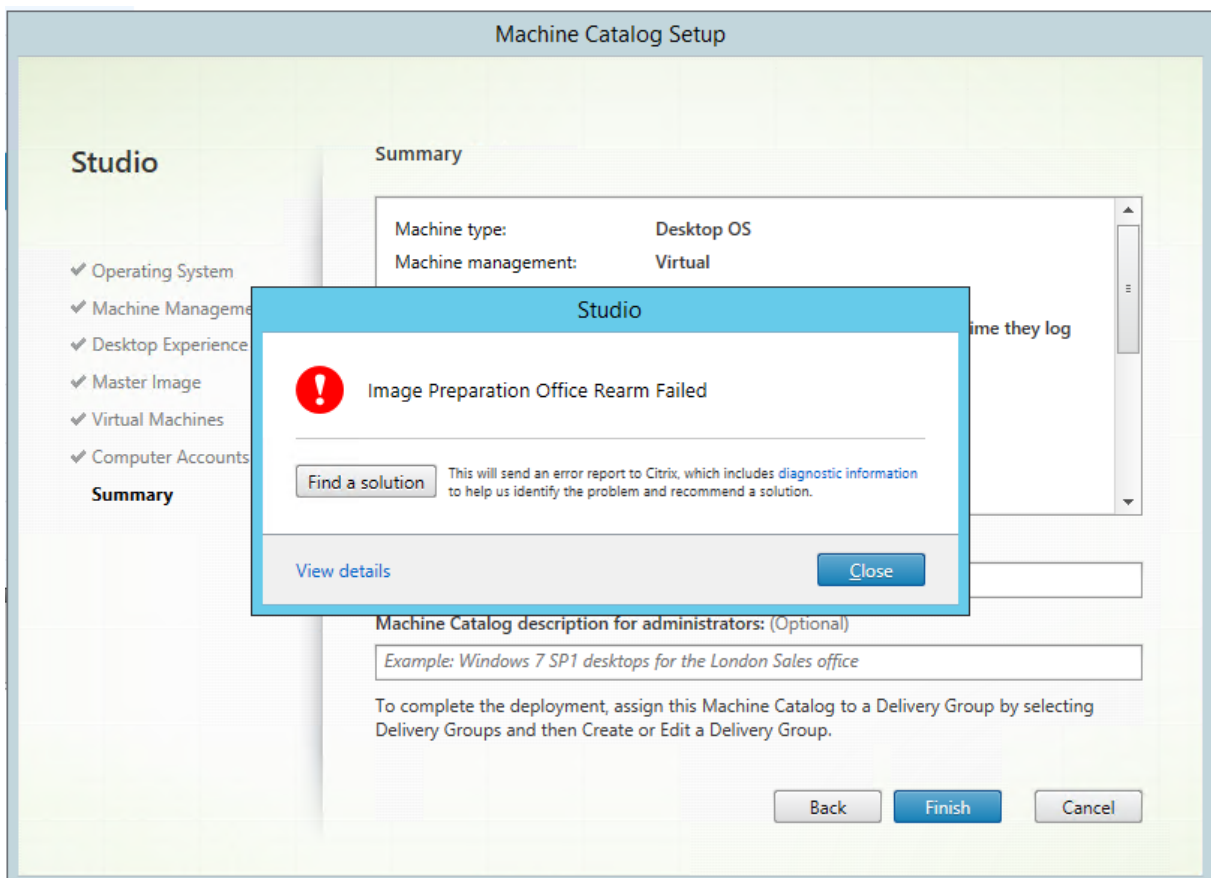 Machine Catalog Setup
Studio
Operating System
Machine Manageme
Desktop Experience
Master Image
Virtual Machines
Computer Accounts
Summary
Summary
Machine type: Desktop OS
Machine management: Virtual
ime they log
Studio
Image Preparation Office Rearm Failed
Find a solution
This will send an error report to Citrix, which includes diagnostic information
to help us identify the problem and recommend a solution.
View details
Close
Machine Catalog description for administrators: (Optional)
Example: Windows 7 SP1 desktops for the London Sales office
To complete the deployment, assign this Machine Catalog to a Delivery Group by selecting
Delivery Groups and then Create or Edit a Delivery Group.
Back
Finish
Cancel